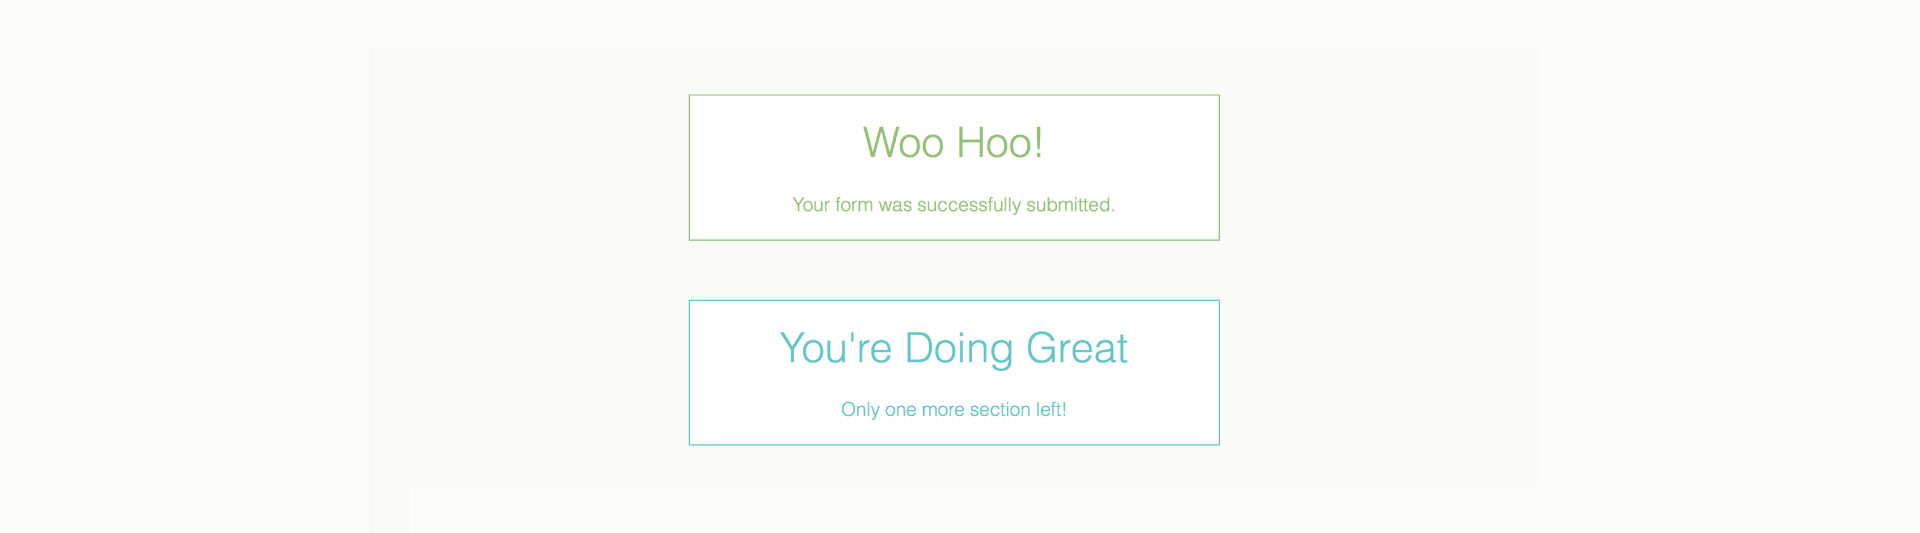 Woo Hoo!
Your form was successfully submitted.
You're Doing Great
Only one more section left!